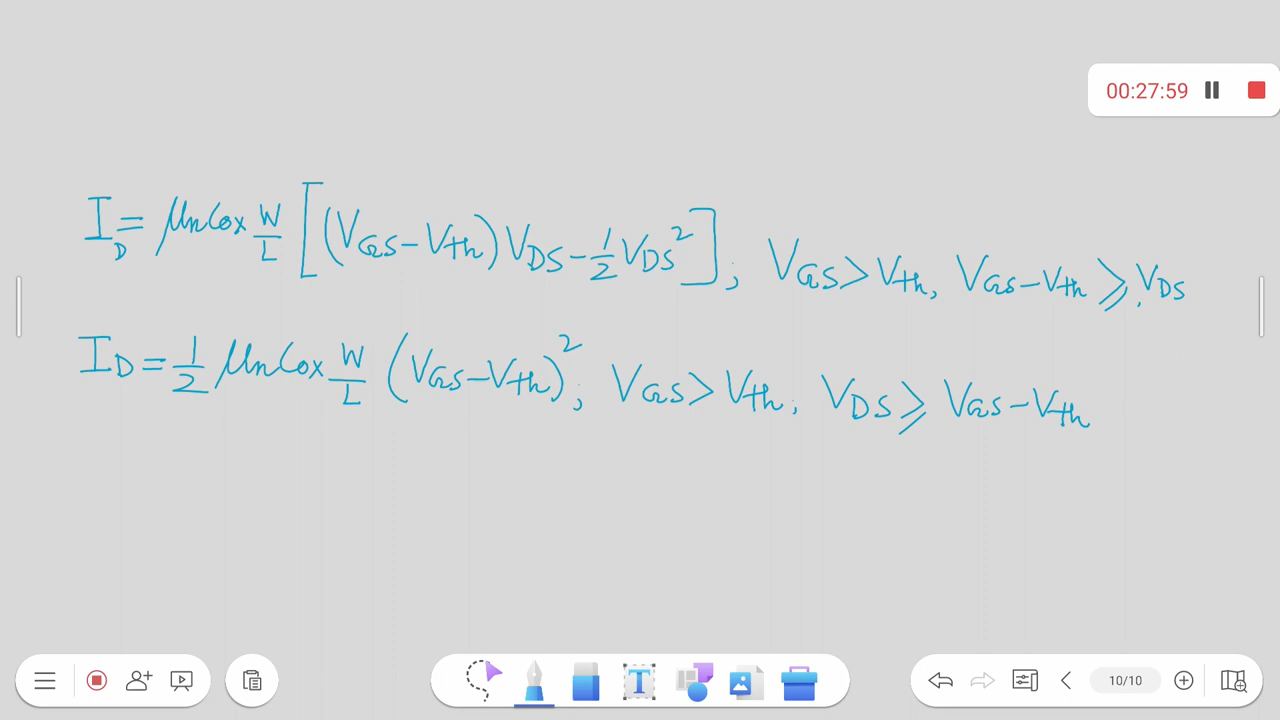 00:27:59
I_D = μnCox W/L [(VGS - Vth) VDS - 1/2 VDS²]; VGS > Vth, VGS - Vth ≥ VDS
ID = 1/2 μnCox W/L (VGS - Vth)²; VGS > Vth, VDS ≥ VGS - Vth
T
10/10